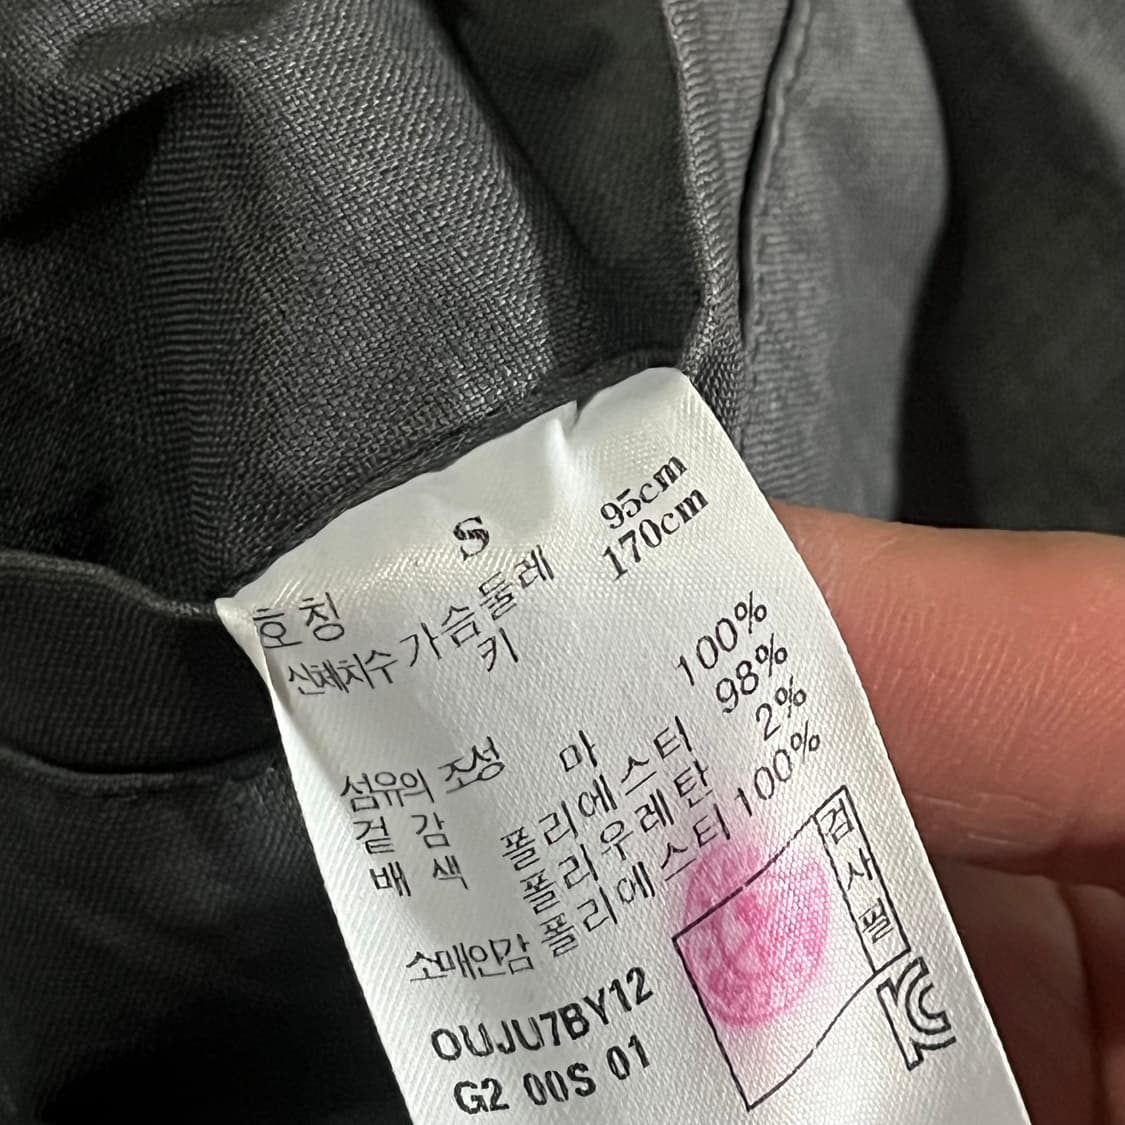 호칭 S
신체치수 가슴둘레 95cm
키 170cm
섬유의 조성
겉감 마 100%
배색 폴리에스터 98%
폴리우레탄 2%
소매안감 폴리에스터 100%
검사필
OUJU7BY12
G2 00S 01
KC